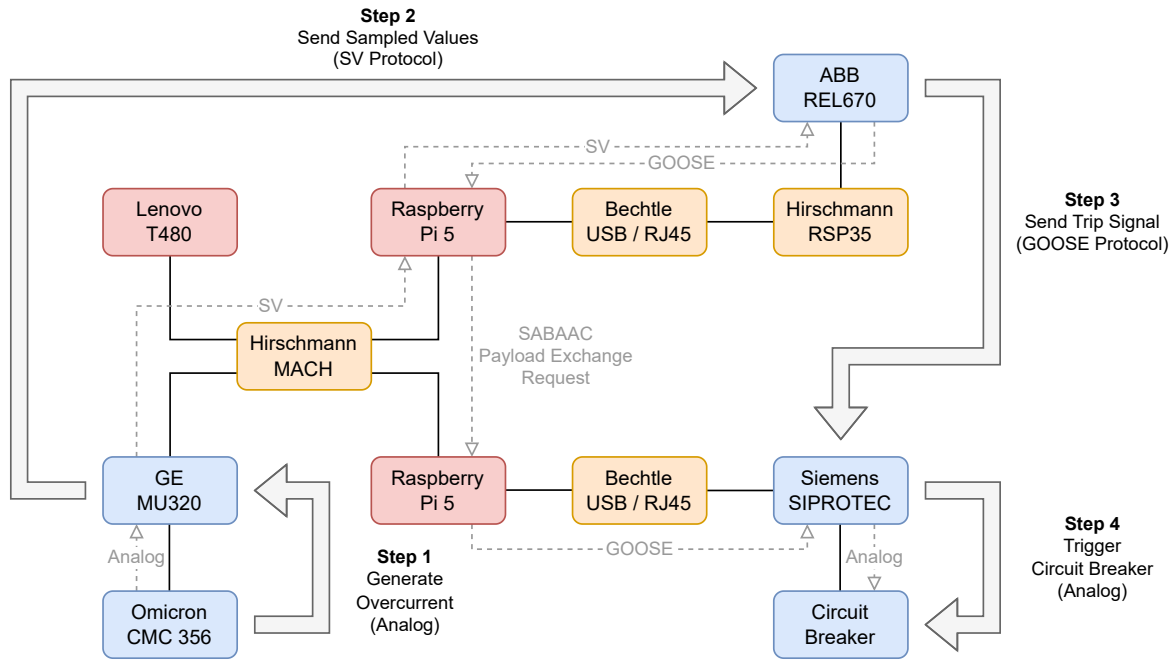 Step 2
Send Sampled Values
(SV Protocol)
ABB
REL670
SV
GOOSE
Lenovo
T480
Raspberry
Pi 5
Bechtle
USB / RJ45
Hirschmann
RSP35
Step 3
Send Trip Signal
(GOOSE Protocol)
SV
Hirschmann
MACH
SABAAC
Payload Exchange
Request
GE
MU320
Raspberry
Pi 5
Bechtle
USB / RJ45
Siemens
SIPROTEC
Analog
Step 1
Generate
Overcurrent
(Analog)
GOOSE
Analog
Step 4
Trigger
Circuit Breaker
(Analog)
Omicron
CMC 356
Circuit
Breaker